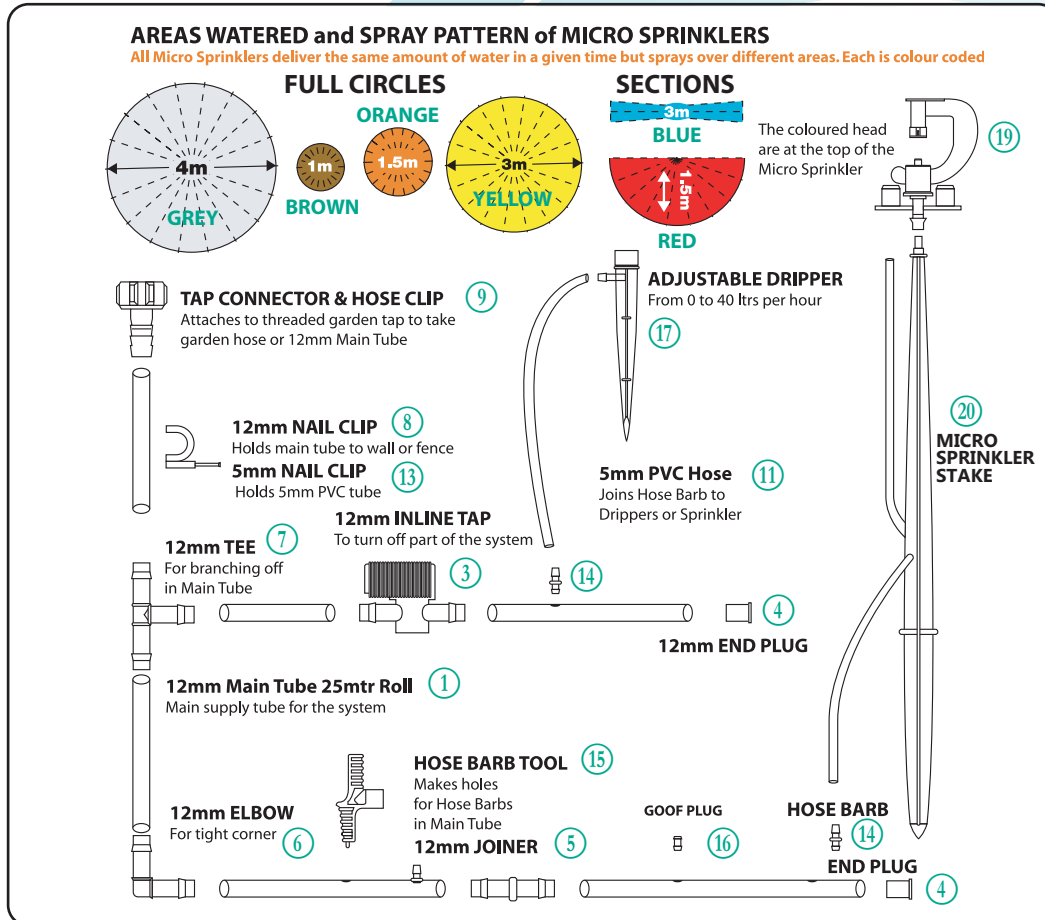 AREAS WATERED and SPRAY PATTERN of MICRO SPRINKLERS
All Micro Sprinklers deliver the same amount of water in a given time but sprays over different areas. Each is colour coded
FULL CIRCLES
SECTIONS
4m
GREY
1m
BROWN
ORANGE
1.5m
3m
YELLOW
3m
BLUE
1.5m
RED
The coloured head
are at the top of the
Micro Sprinkler
19
TAP CONNECTOR & HOSE CLIP 9
Attaches to threaded garden tap to take
garden hose or 12mm Main Tube
ADJUSTABLE DRIPPER
From 0 to 40 ltrs per hour
17
12mm NAIL CLIP 8
Holds main tube to wall or fence
5mm NAIL CLIP 13
Holds 5mm PVC tube
5mm PVC Hose 11
Joins Hose Barb to
Drippers or Sprinkler
20
MICRO
SPRINKLER
STAKE
12mm TEE 7
For branching off
in Main Tube
12mm INLINE TAP
To turn off part of the system
3
14
4
12mm END PLUG
12mm Main Tube 25mtr Roll 1
Main supply tube for the system
HOSE BARB TOOL 15
Makes holes
for Hose Barbs
in Main Tube
12mm ELBOW
For tight corner 6
12mm JOINER 5
GOOF PLUG
16
HOSE BARB
14
END PLUG
4